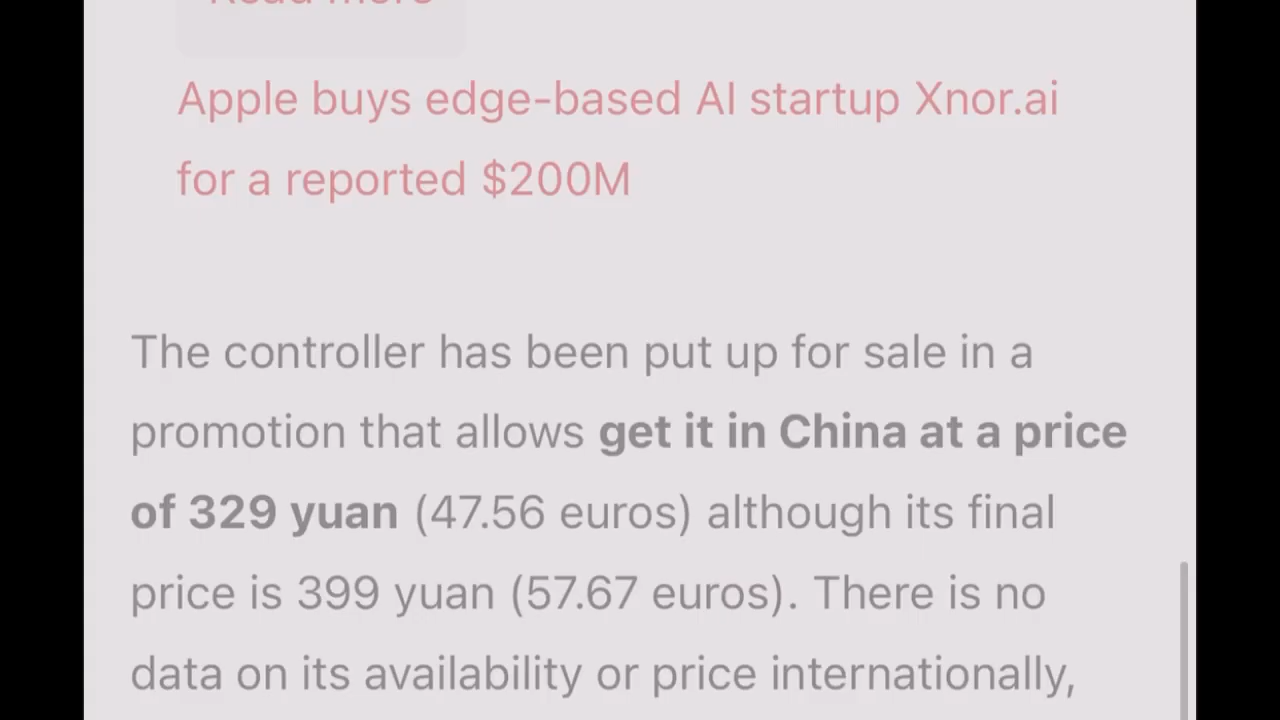 Read more
Apple buys edge-based AI startup Xnor.ai
for a reported $200M
The controller has been put up for sale in a
promotion that allows get it in China at a price
of 329 yuan (47.56 euros) although its final
price is 399 yuan (57.67 euros). There is no
data on its availability or price internationally,